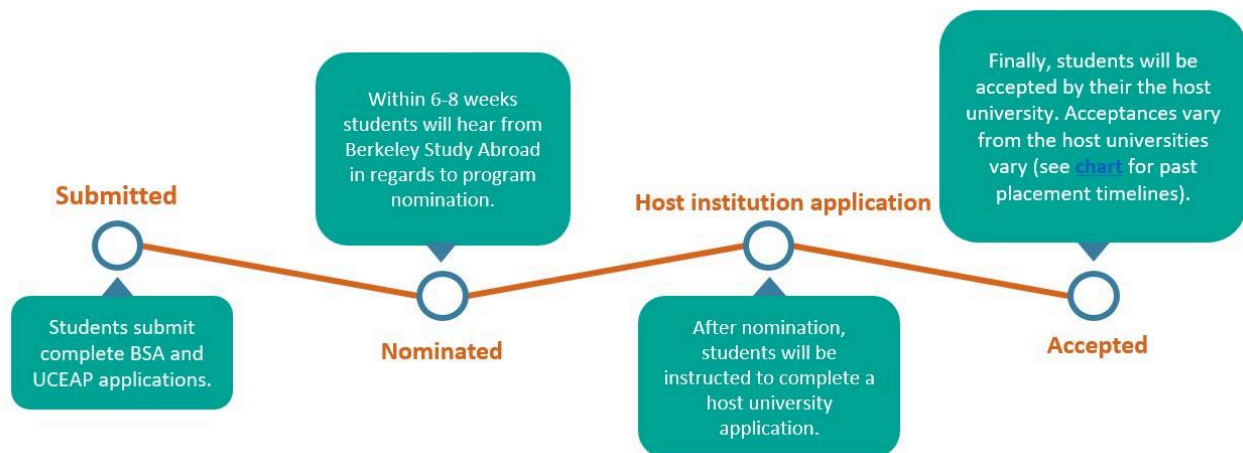 Submitted
Students submit
complete BSA and
UCEAP applications.
Within 6-8 weeks
students will hear from
Berkeley Study Abroad
in regards to program
nomination.
Nominated
Host institution application
After nomination,
students will be
instructed to complete a
host university
application.
Finally, students will be
accepted by their the host
university. Acceptances vary
from the host universities
vary (see chart for past
placement timelines).
Accepted